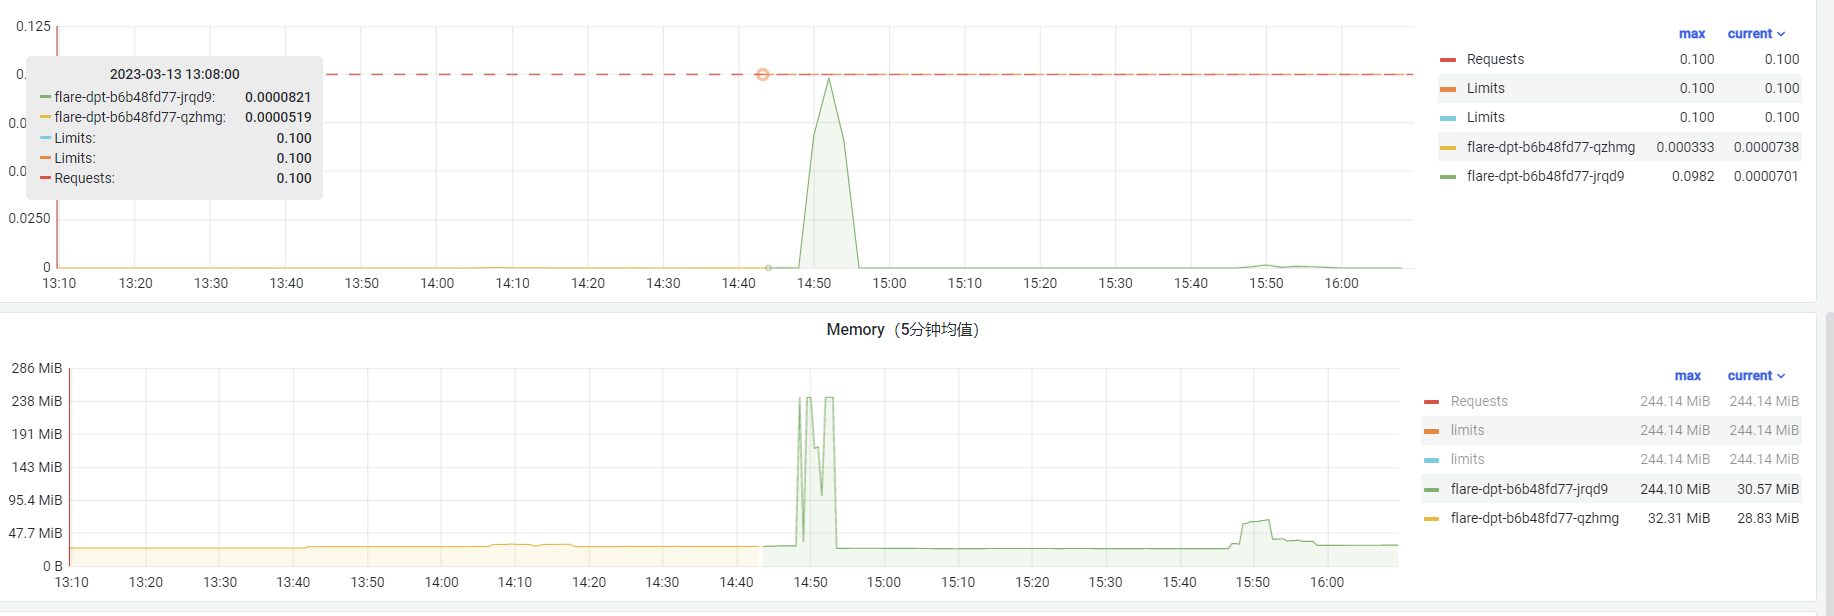 0.125
max current
2023-03-13 13:08:00
flare-dpt-b6b48fd77-jrqd9: 0.0000821
flare-dpt-b6b48fd77-qzhmg: 0.0000519
Limits: 0.100
Limits: 0.100
Requests: 0.100
0.
0.0
0.0
0.0250
0
13:10 13:20 13:30 13:40 13:50 14:00 14:10 14:20 14:30 14:40 14:50 15:00 15:10 15:20 15:30 15:40 15:50 16:00
Requests 0.100 0.100
Limits 0.100 0.100
Limits 0.100 0.100
flare-dpt-b6b48fd77-qzhmg 0.000333 0.0000738
flare-dpt-b6b48fd77-jrqd9 0.0982 0.0000701
Memory（5分钟均值）
286 MiB
238 MiB
191 MiB
143 MiB
95.4 MiB
47.7 MiB
0 B
13:10 13:20 13:30 13:40 13:50 14:00 14:10 14:20 14:30 14:40 14:50 15:00 15:10 15:20 15:30 15:40 15:50 16:00
max current
Requests 244.14 MiB 244.14 MiB
limits 244.14 MiB 244.14 MiB
limits 244.14 MiB 244.14 MiB
flare-dpt-b6b48fd77-jrqd9 244.10 MiB 30.57 MiB
flare-dpt-b6b48fd77-qzhmg 32.31 MiB 28.83 MiB